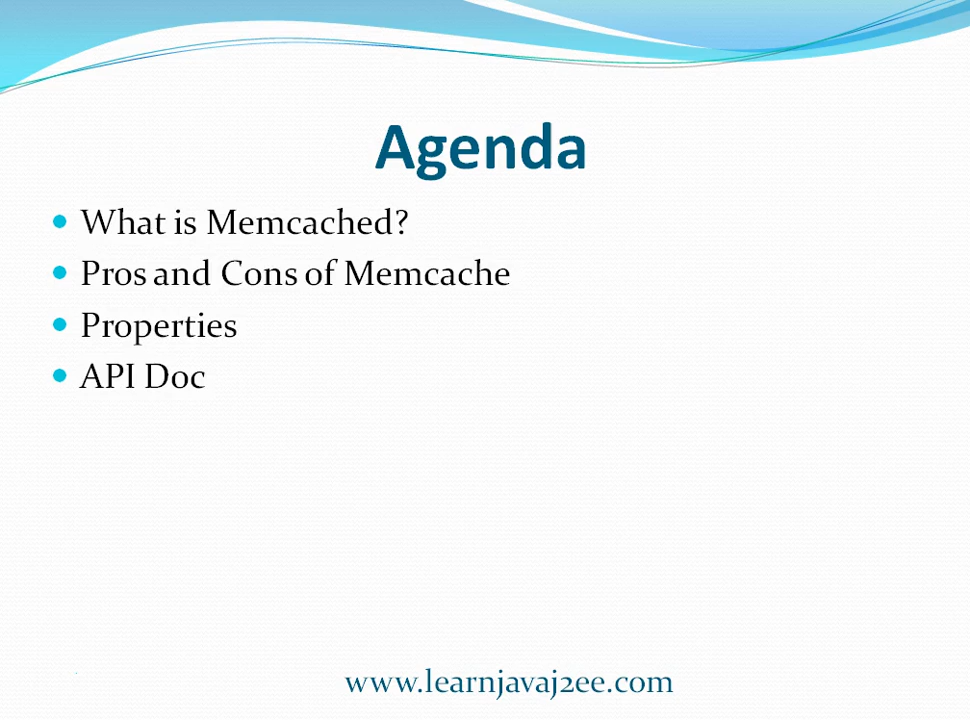 Agenda
What is Memcached?
Pros and Cons of Memcache
Properties
API Doc
www.learnjavaj2ee.com